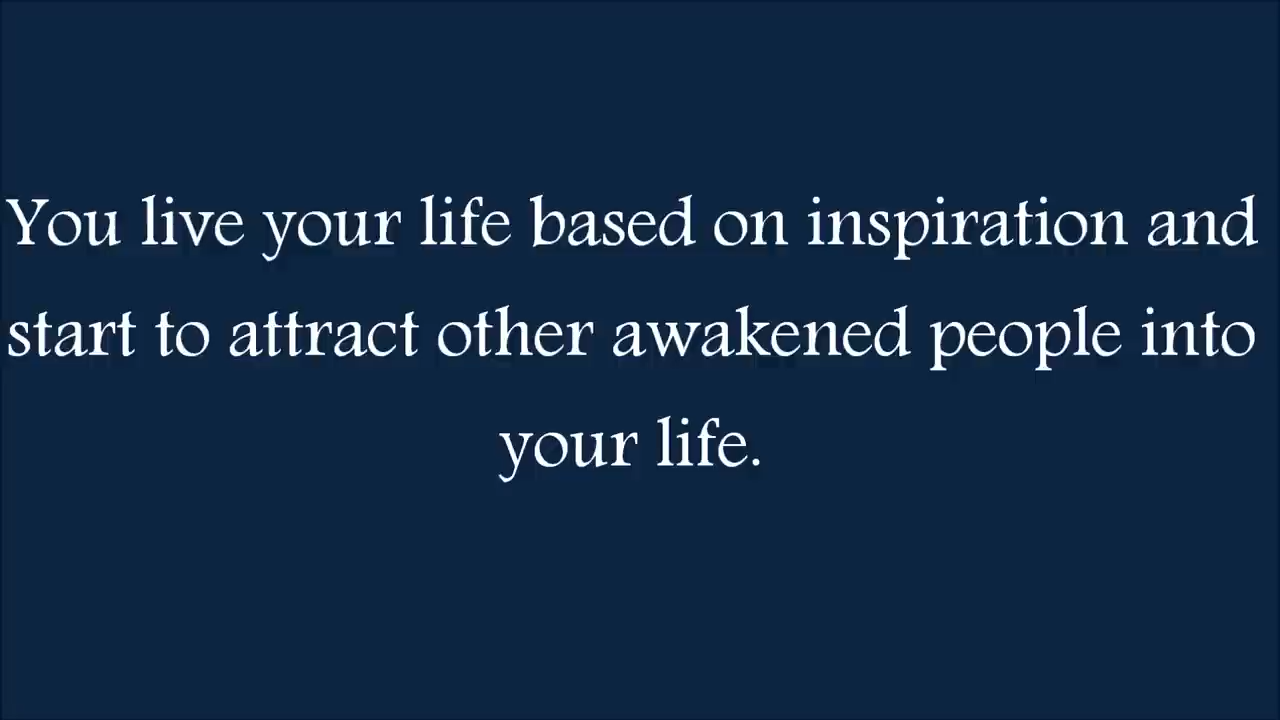 You live your life based on inspiration and
start to attract other awakened people into
your life.